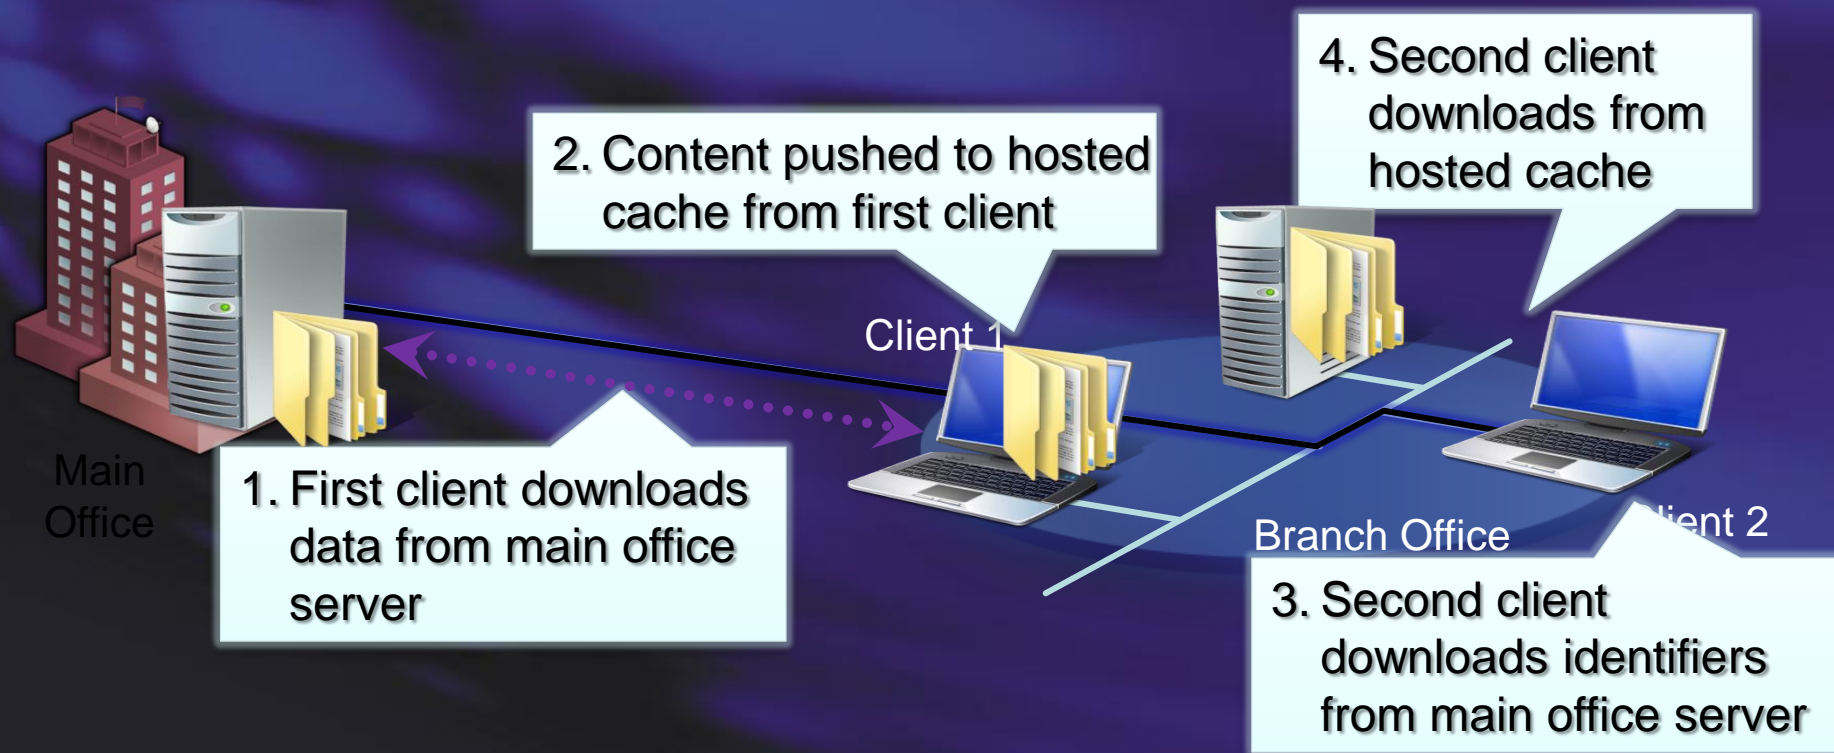 Main
Office
1. First client downloads
data from main office
server
2. Content pushed to hosted
cache from first client
Client 1
4. Second client
downloads from
hosted cache
Branch Office
2
3. Second client
downloads identifiers
from main office server